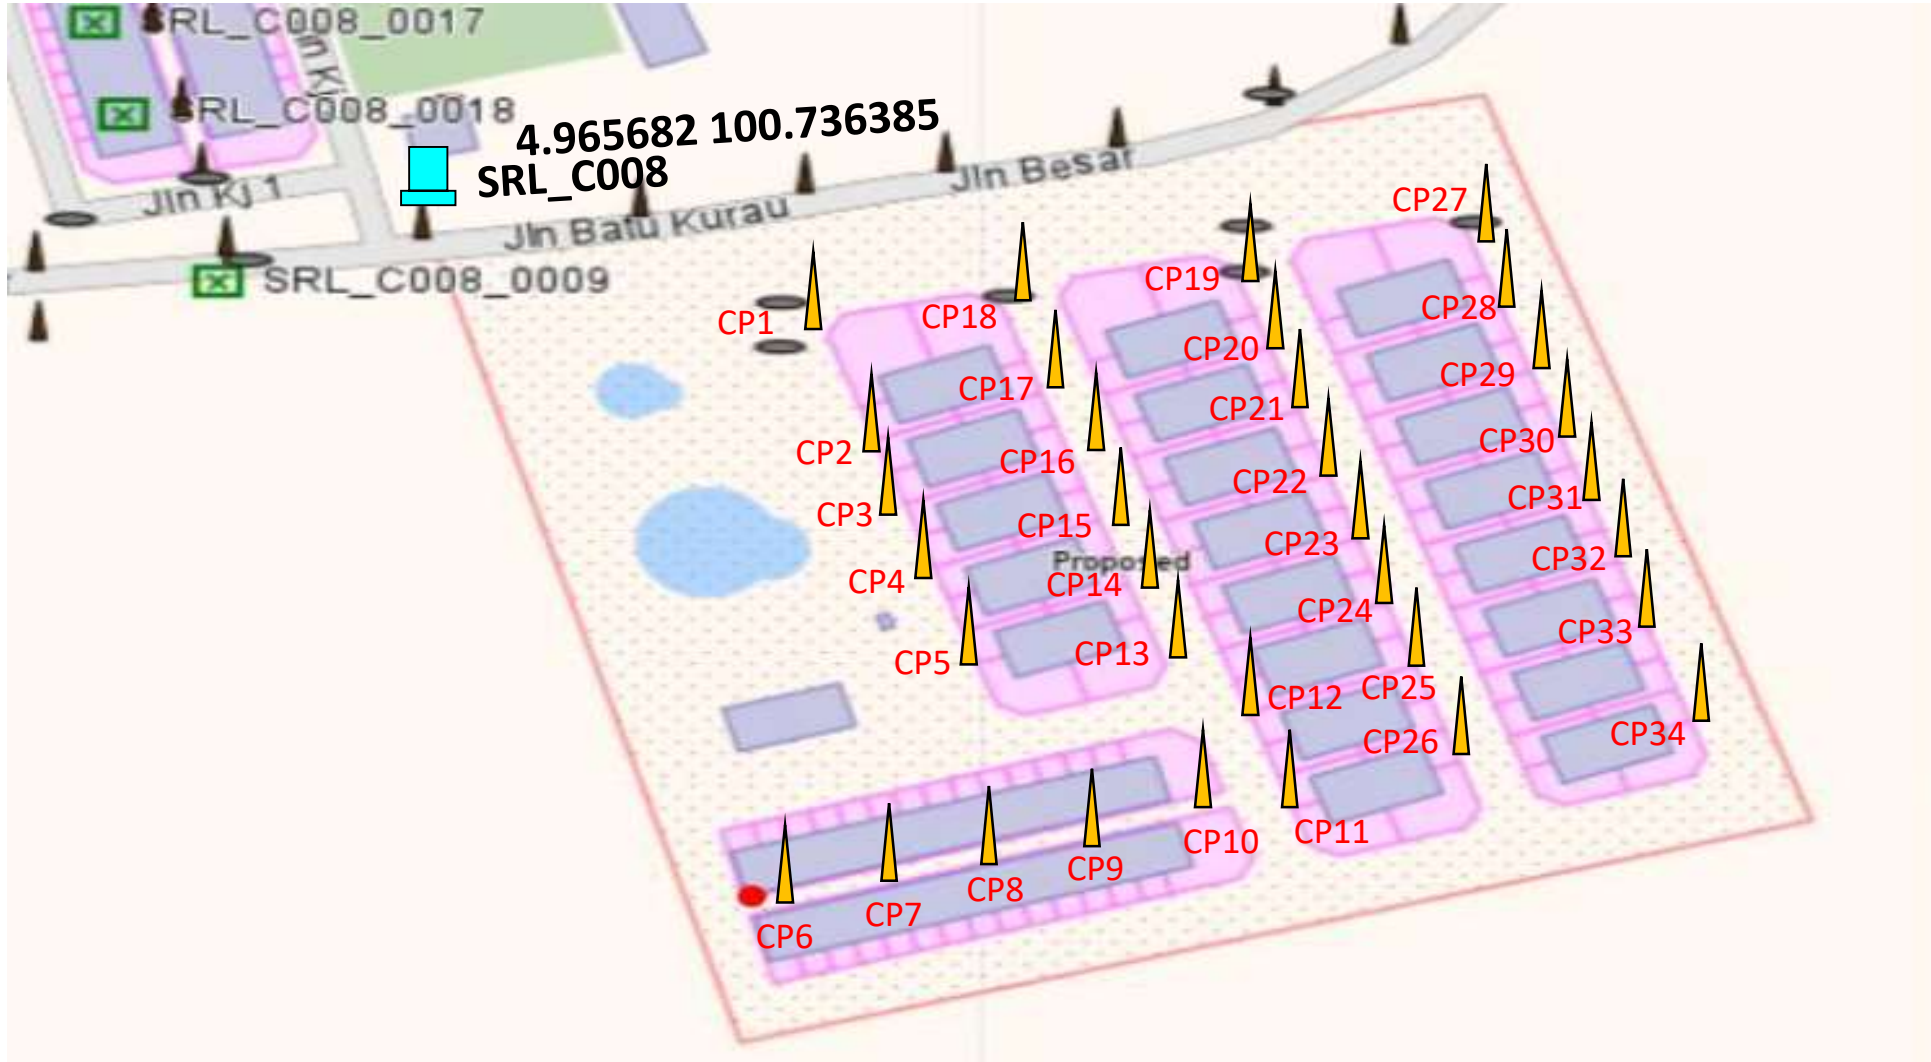 SRL_C008_0017
SRL_C008_0018
4.965682 100.736385
SRL_C008
Jln Kj 1
Jln Besar
Jln Batu Kurau
SRL_C008_0009
CP27
CP19
CP28
CP18
CP1
CP20
CP29
CP17
CP21
CP30
CP2
CP16
CP22
CP31
CP3
CP15
CP23
CP32
Proposed
CP4
CP14
CP24
CP33
CP5
CP13
CP25
CP12
CP34
CP26
CP11
CP10
CP9
CP8
CP7
CP6